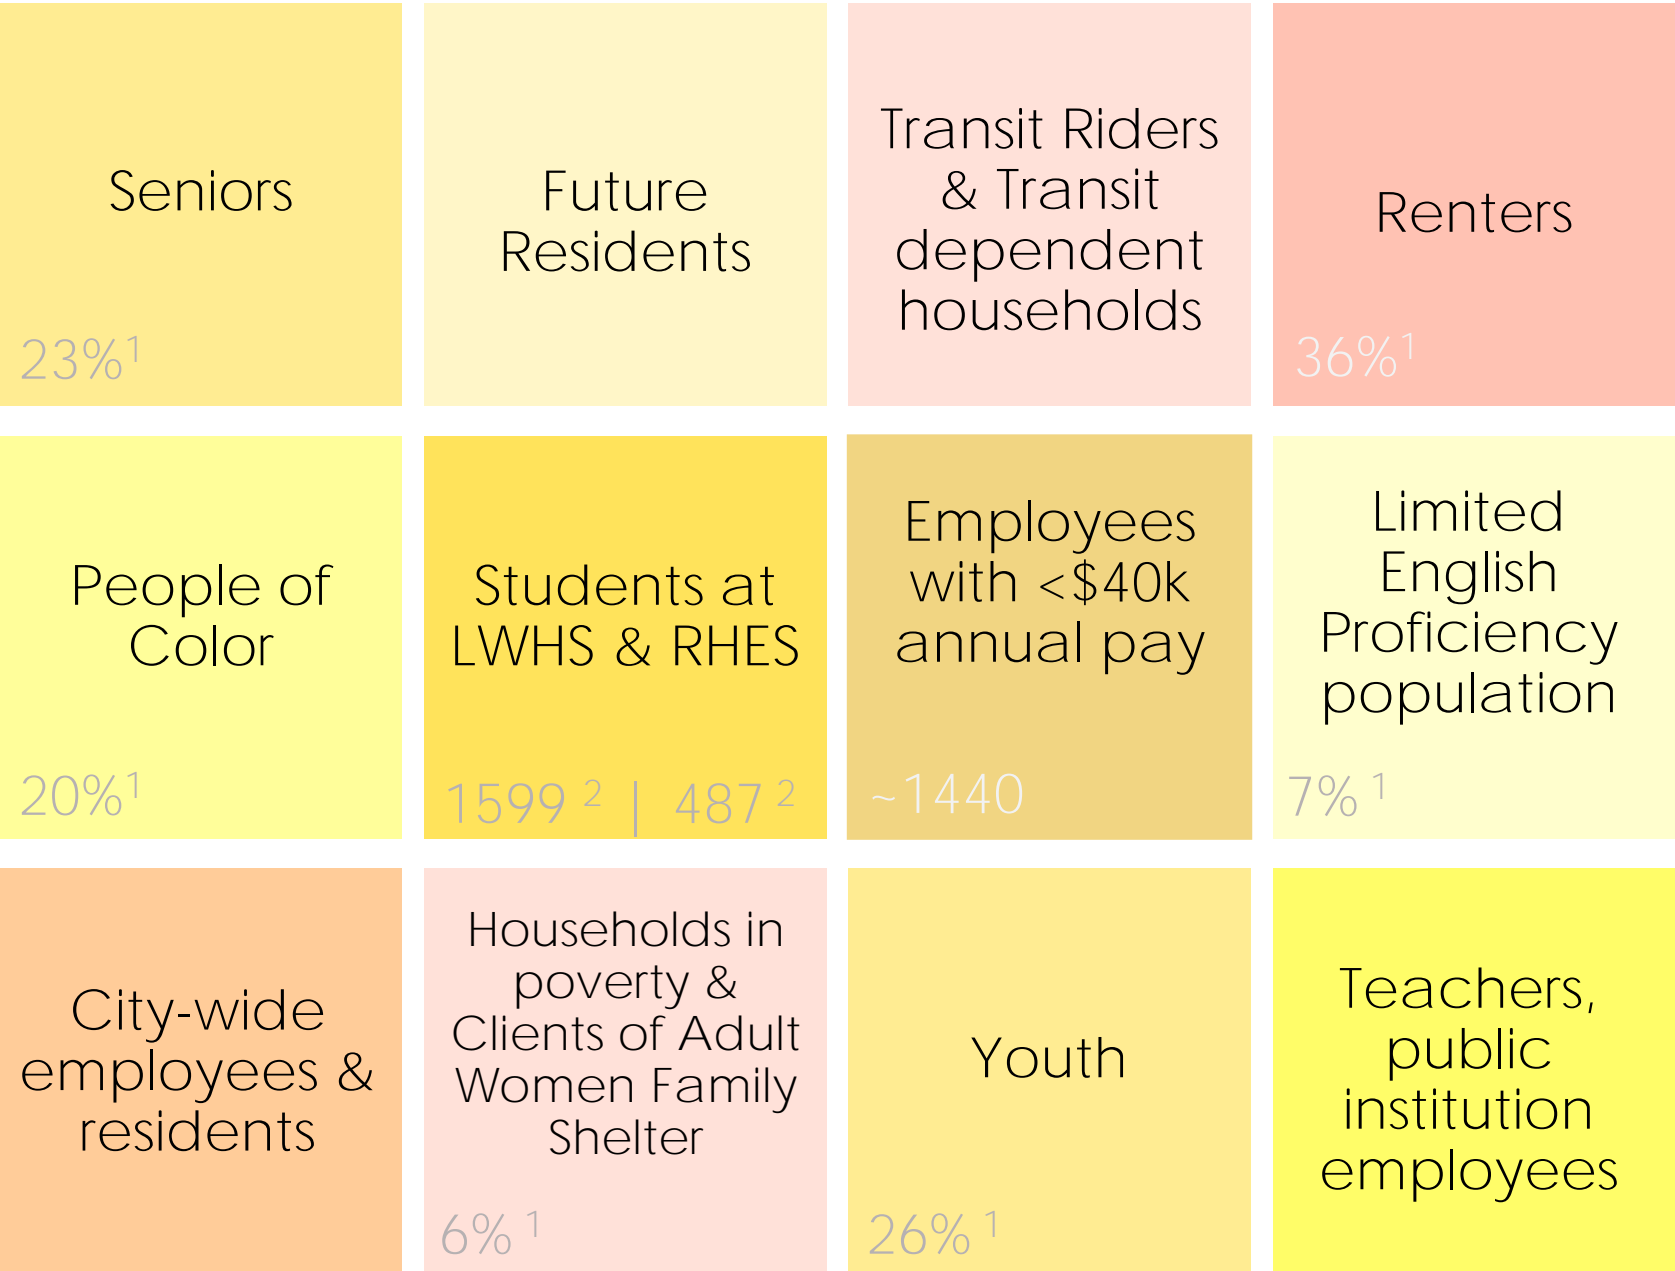 Seniors
23%¹
Future
Residents
Transit Riders
& Transit
dependent
households
Renters
36%¹
People of
Color
20%¹
Students at
LWHS & RHES
1599 ² | 487 ²
Employees
with <$40k
annual pay
~1440
Limited
English
Proficiency
population
7% ¹
City-wide
employees &
residents
Households in
poverty &
Clients of Adult
Women Family
Shelter
6% ¹
Youth
26% ¹
Teachers,
public
institution
employees